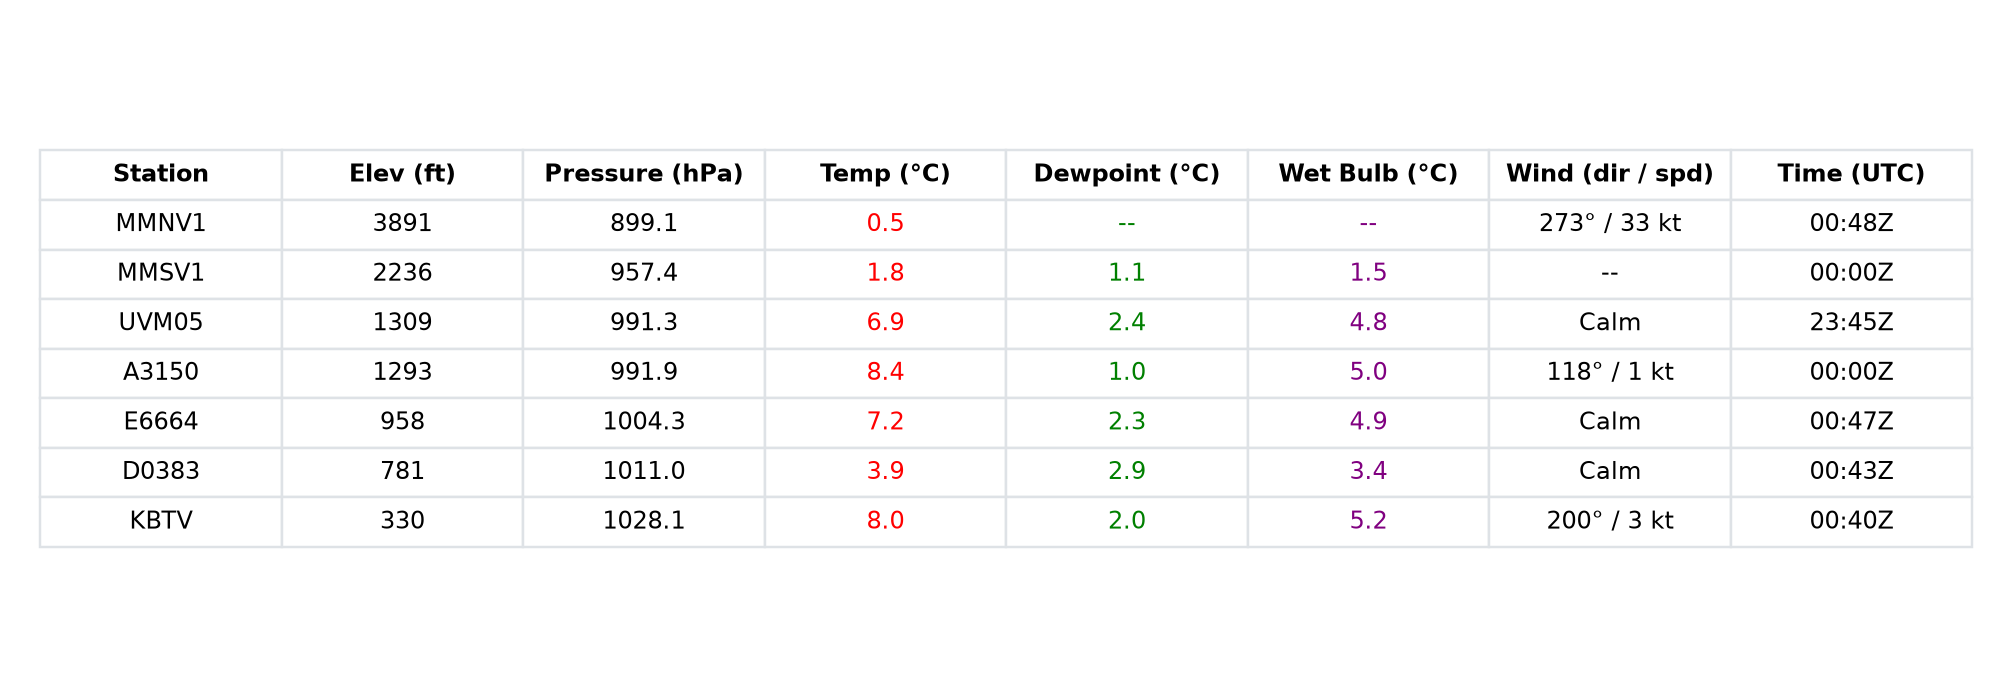 Station Elev (ft) Pressure (hPa) Temp (°C) Dewpoint (°C) Wet Bulb (°C) Wind (dir / spd) Time (UTC)
MMNV1 3891 899.1 0.5 -- -- 273° / 33 kt 00:48Z
MMSV1 2236 957.4 1.8 1.1 1.5 -- 00:00Z
UVM05 1309 991.3 6.9 2.4 4.8 Calm 23:45Z
A3150 1293 991.9 8.4 1.0 5.0 118° / 1 kt 00:00Z
E6664 958 1004.3 7.2 2.3 4.9 Calm 00:47Z
D0383 781 1011.0 3.9 2.9 3.4 Calm 00:43Z
KBTV 330 1028.1 8.0 2.0 5.2 200° / 3 kt 00:40Z